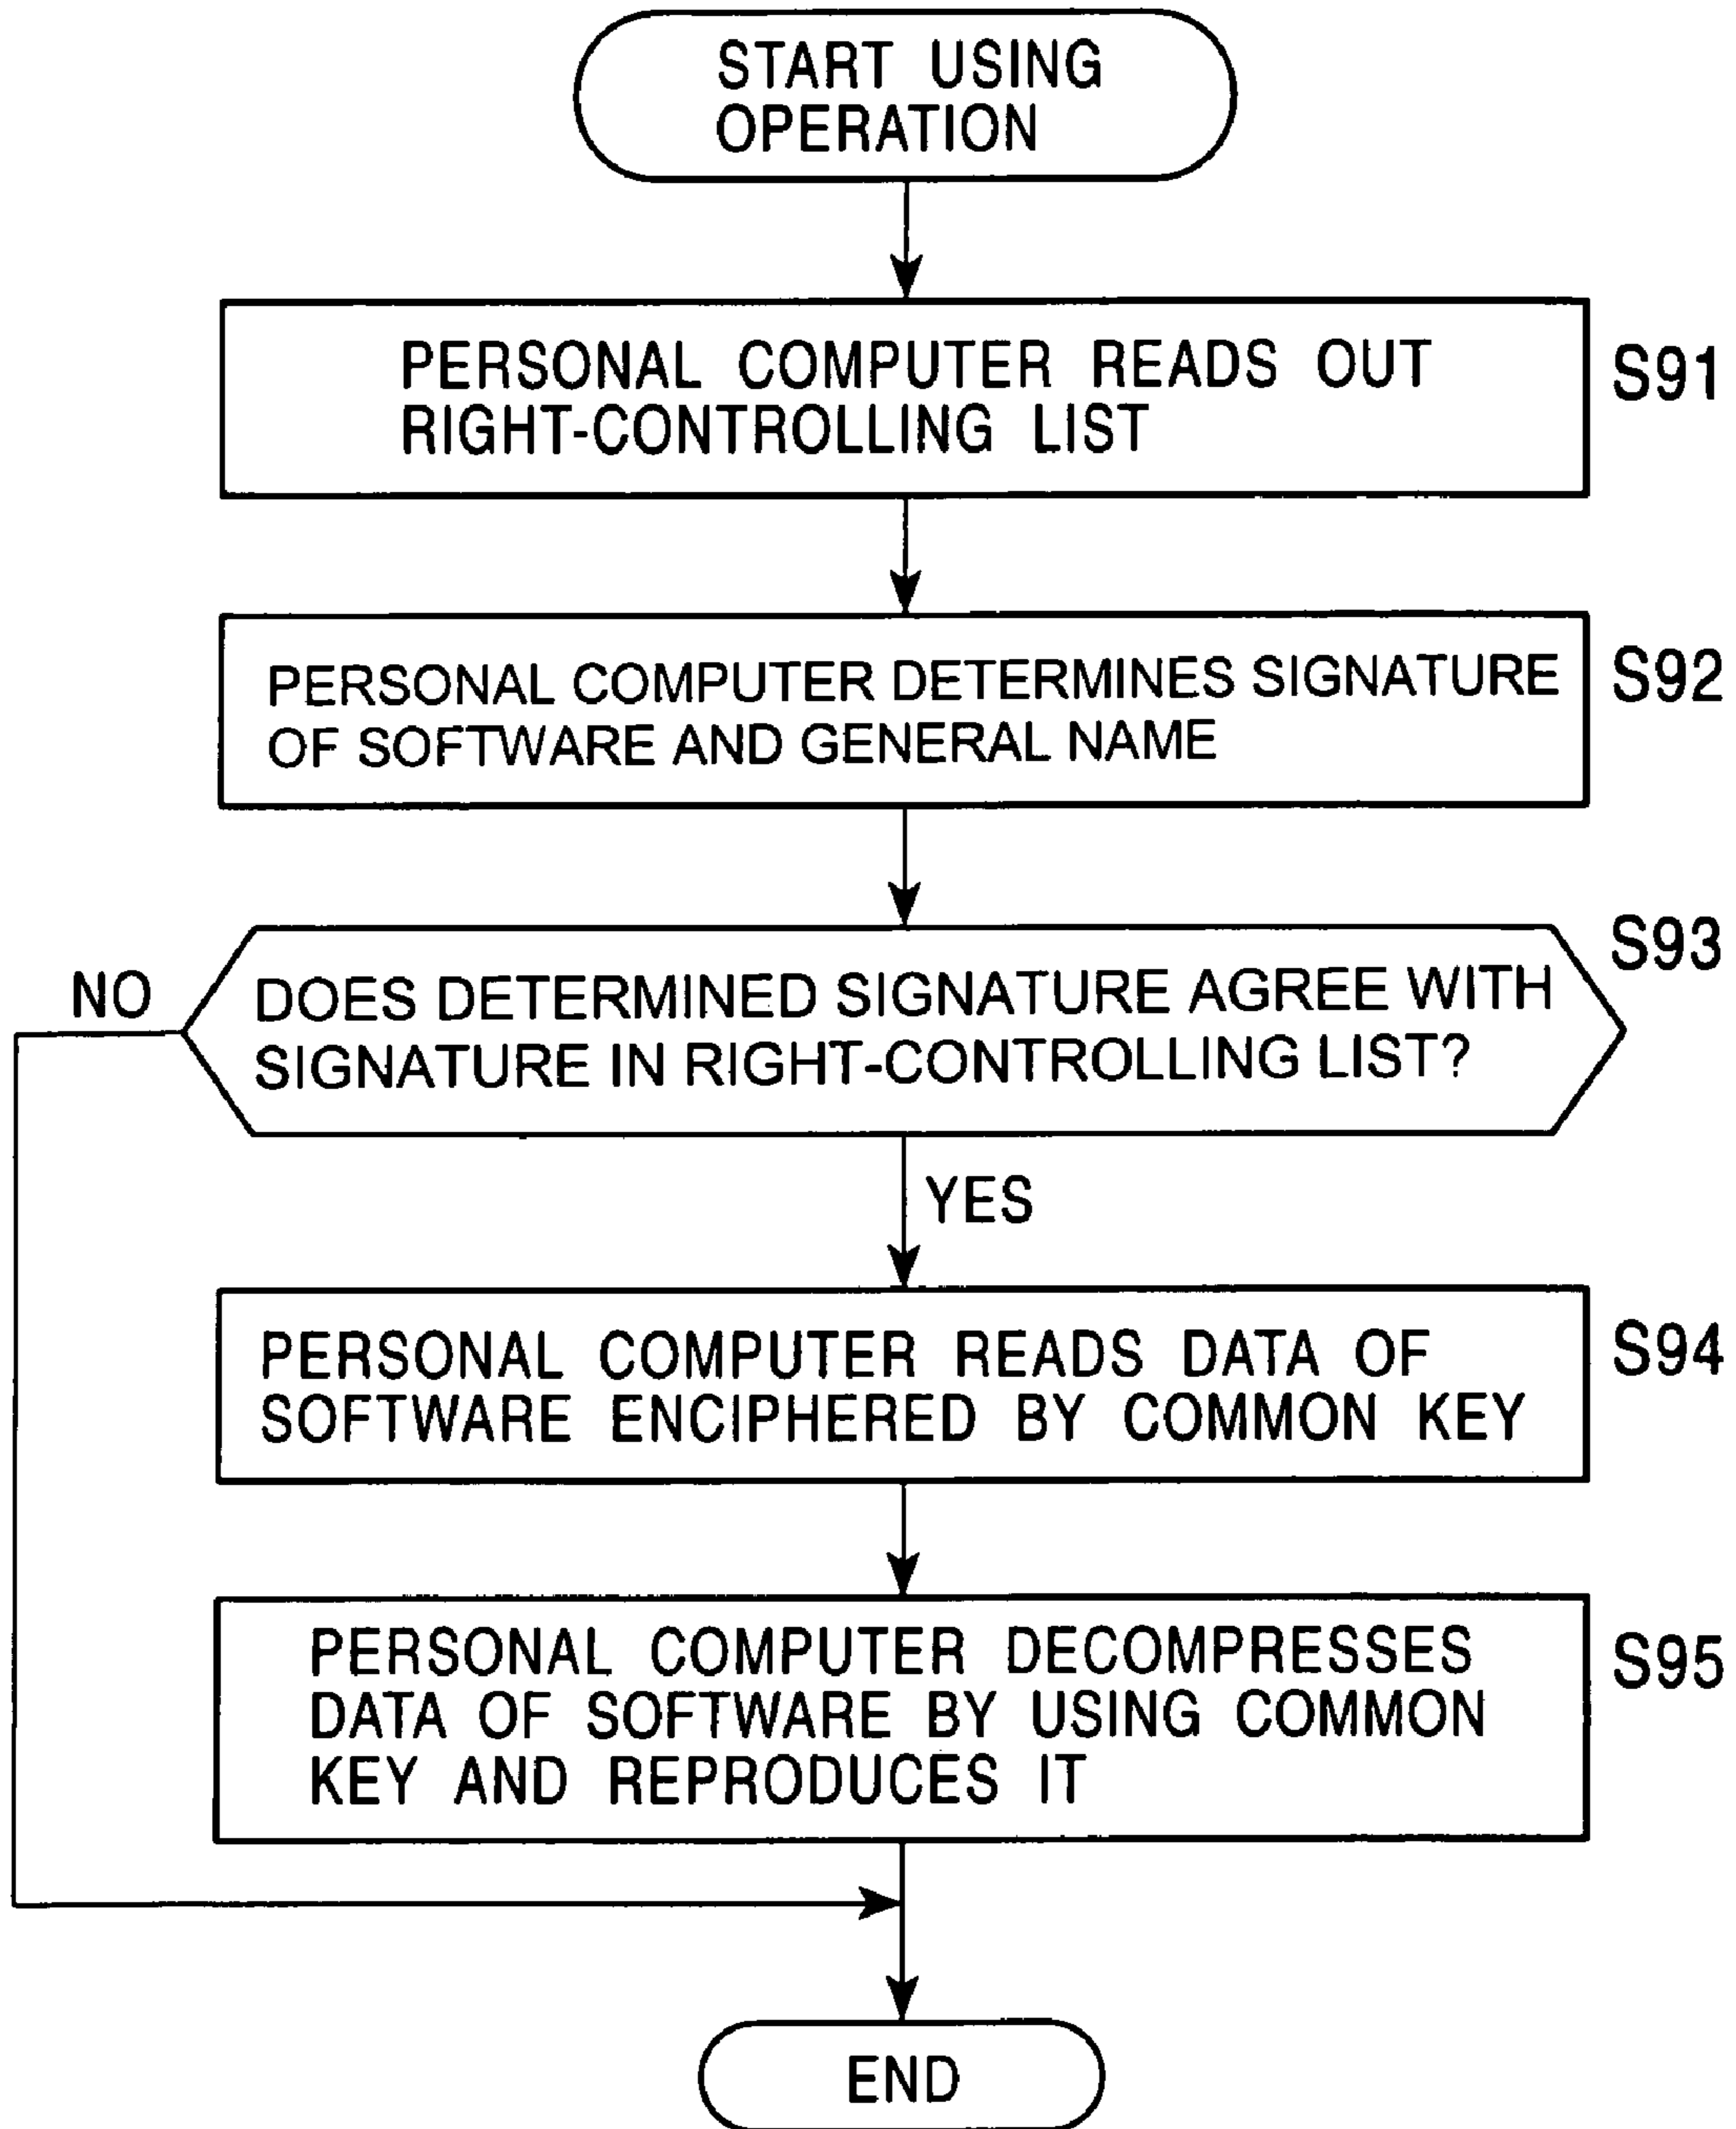 START USING
OPERATION
PERSONAL COMPUTER READS OUT
RIGHT-CONTROLLING LIST
S91
PERSONAL COMPUTER DETERMINES SIGNATURE
OF SOFTWARE AND GENERAL NAME
S92
S93
NO
DOES DETERMINED SIGNATURE AGREE WITH
SIGNATURE IN RIGHT-CONTROLLING LIST?
YES
PERSONAL COMPUTER READS DATA OF
SOFTWARE ENCIPHERED BY COMMON KEY
S94
PERSONAL COMPUTER DECOMPRESSES
DATA OF SOFTWARE BY USING COMMON
KEY AND REPRODUCES IT
S95
END